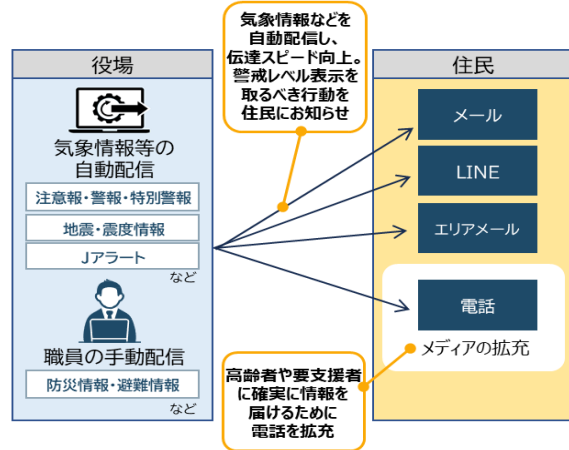 気象情報などを
自動配信し、
伝達スピード向上。
警戒レベル表示を
取るべき行動を
住民にお知らせ
役場
気象情報等の
自動配信
注意報・警報・特別警報
地震・震度情報
Jアラート
など
職員の手動配信
防災情報・避難情報
など
住民
メール
LINE
エリアメール
電話
メディアの拡充
高齢者や要支援者
に確実に情報を
届けるために
電話を拡充